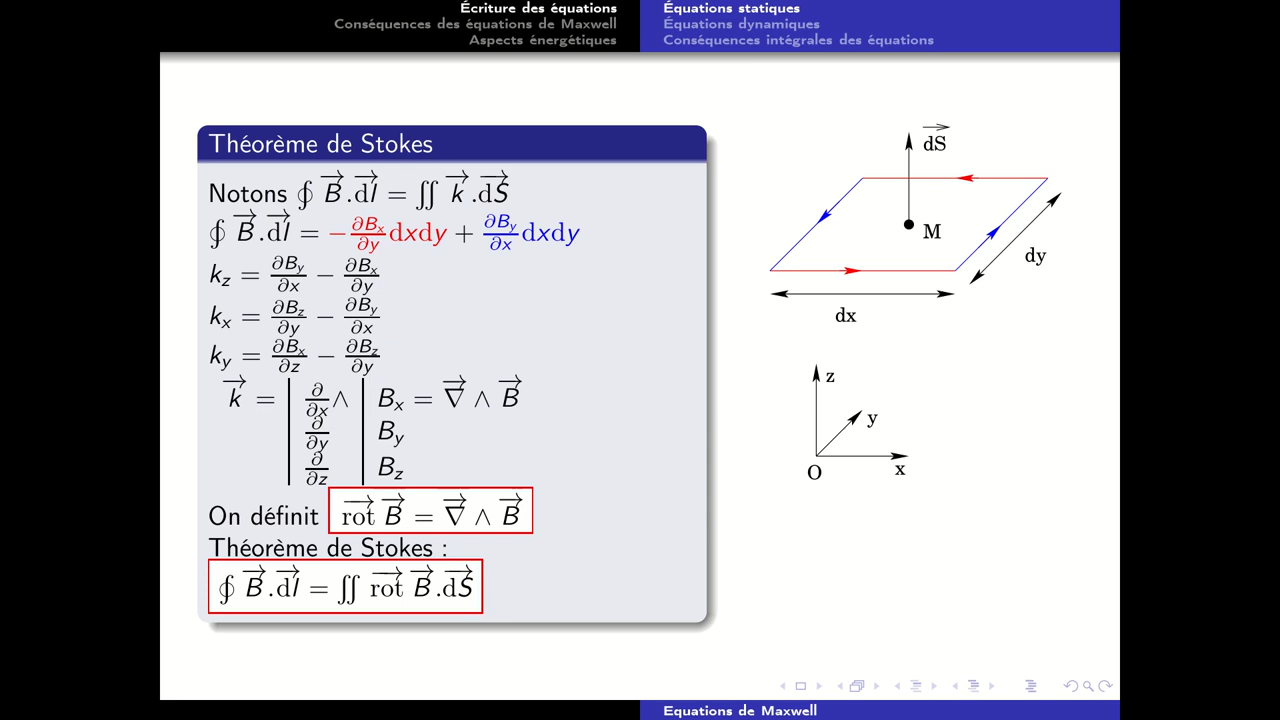 Écriture des équations
Conséquences des équations de Maxwell
Aspects énergétiques
Équations statiques
Équations dynamiques
Conséquences intégrales des équations
Théorème de Stokes
Notons ∮ B⃗.dl⃗ = ∬ k⃗.dS⃗
∮ B⃗.dl⃗ = −∂Bx/∂y dxdy + ∂By/∂x dxdy
kz = ∂By/∂x − ∂Bx/∂y
kx = ∂Bz/∂y − ∂By/∂x
ky = ∂Bx/∂z − ∂Bz/∂y
k⃗ = | ∂/∂x ∧ | Bx = ∇⃗ ∧ B⃗
| ∂/∂y | By
| ∂/∂z | Bz
On définit rot⃗ B⃗ = ∇⃗ ∧ B⃗
Théorème de Stokes :
∮ B⃗.dl⃗ = ∬ rot⃗ B⃗.dS⃗
dS⃗
M
dy
dx
z
y
O
x
Equations de Maxwell